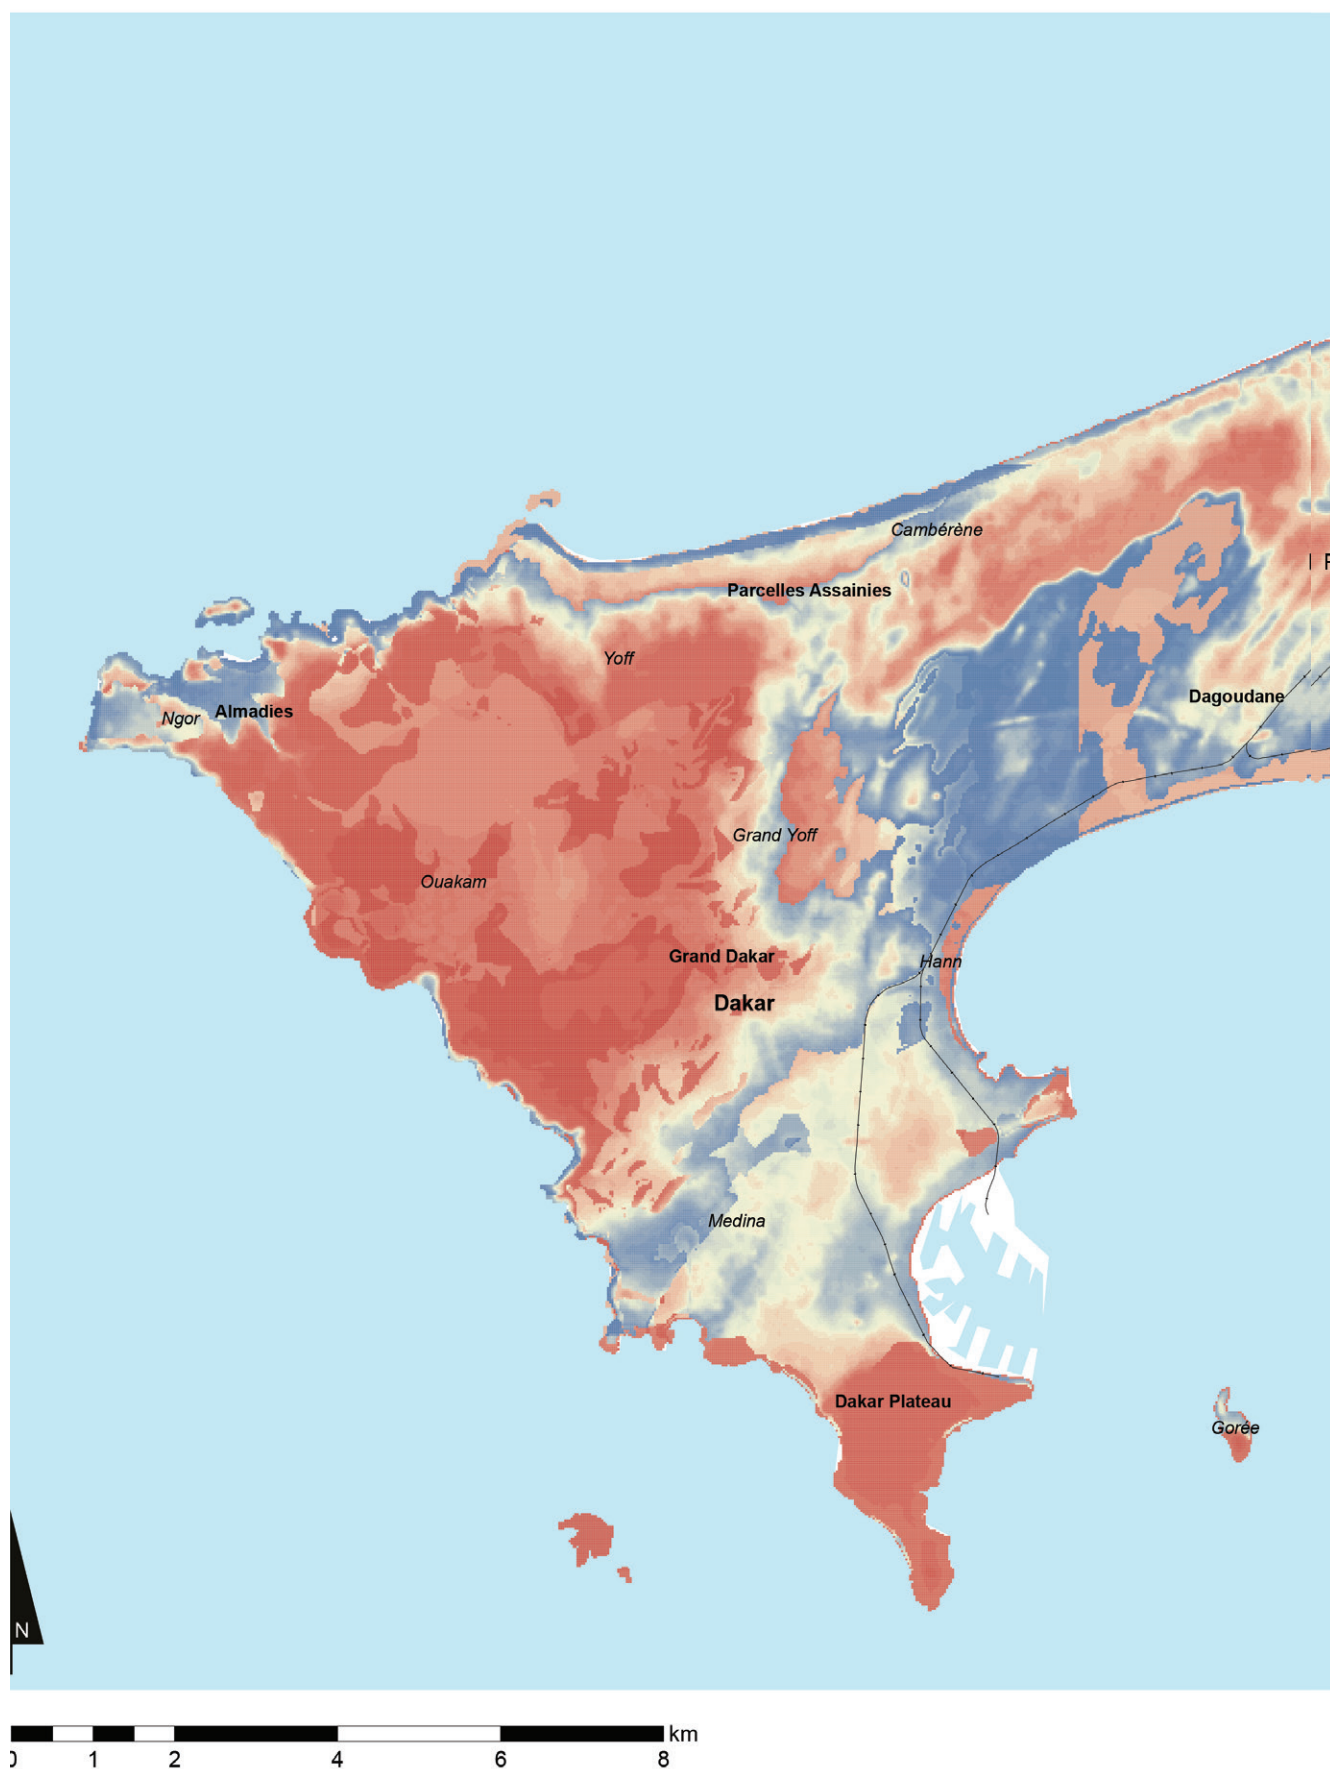 Cambérène
Parcelles Assainies
Yoff
Dagoudane
Ngor
Almadies
Grand Yoff
Ouakam
Grand Dakar
Hann
Dakar
Medina
Dakar Plateau
Gorée
N
km
0 1 2 4 6 8